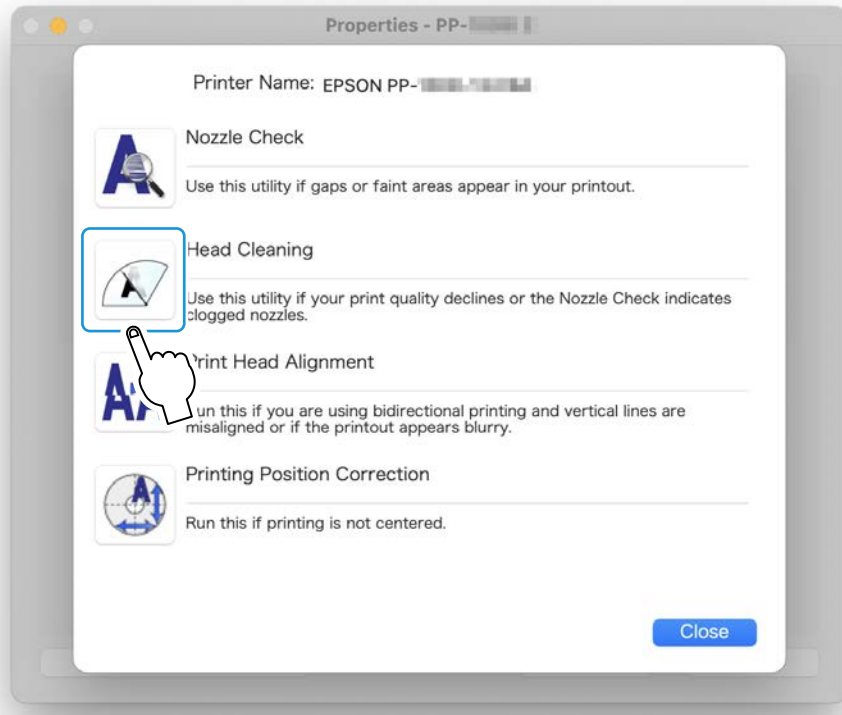 Properties - PP-
Printer Name: EPSON PP-
Nozzle Check
Use this utility if gaps or faint areas appear in your printout.
Head Cleaning
Use this utility if your print quality declines or the Nozzle Check indicates
clogged nozzles.
Print Head Alignment
Run this if you are using bidirectional printing and vertical lines are
misaligned or if the printout appears blurry.
Printing Position Correction
Run this if printing is not centered.
Close